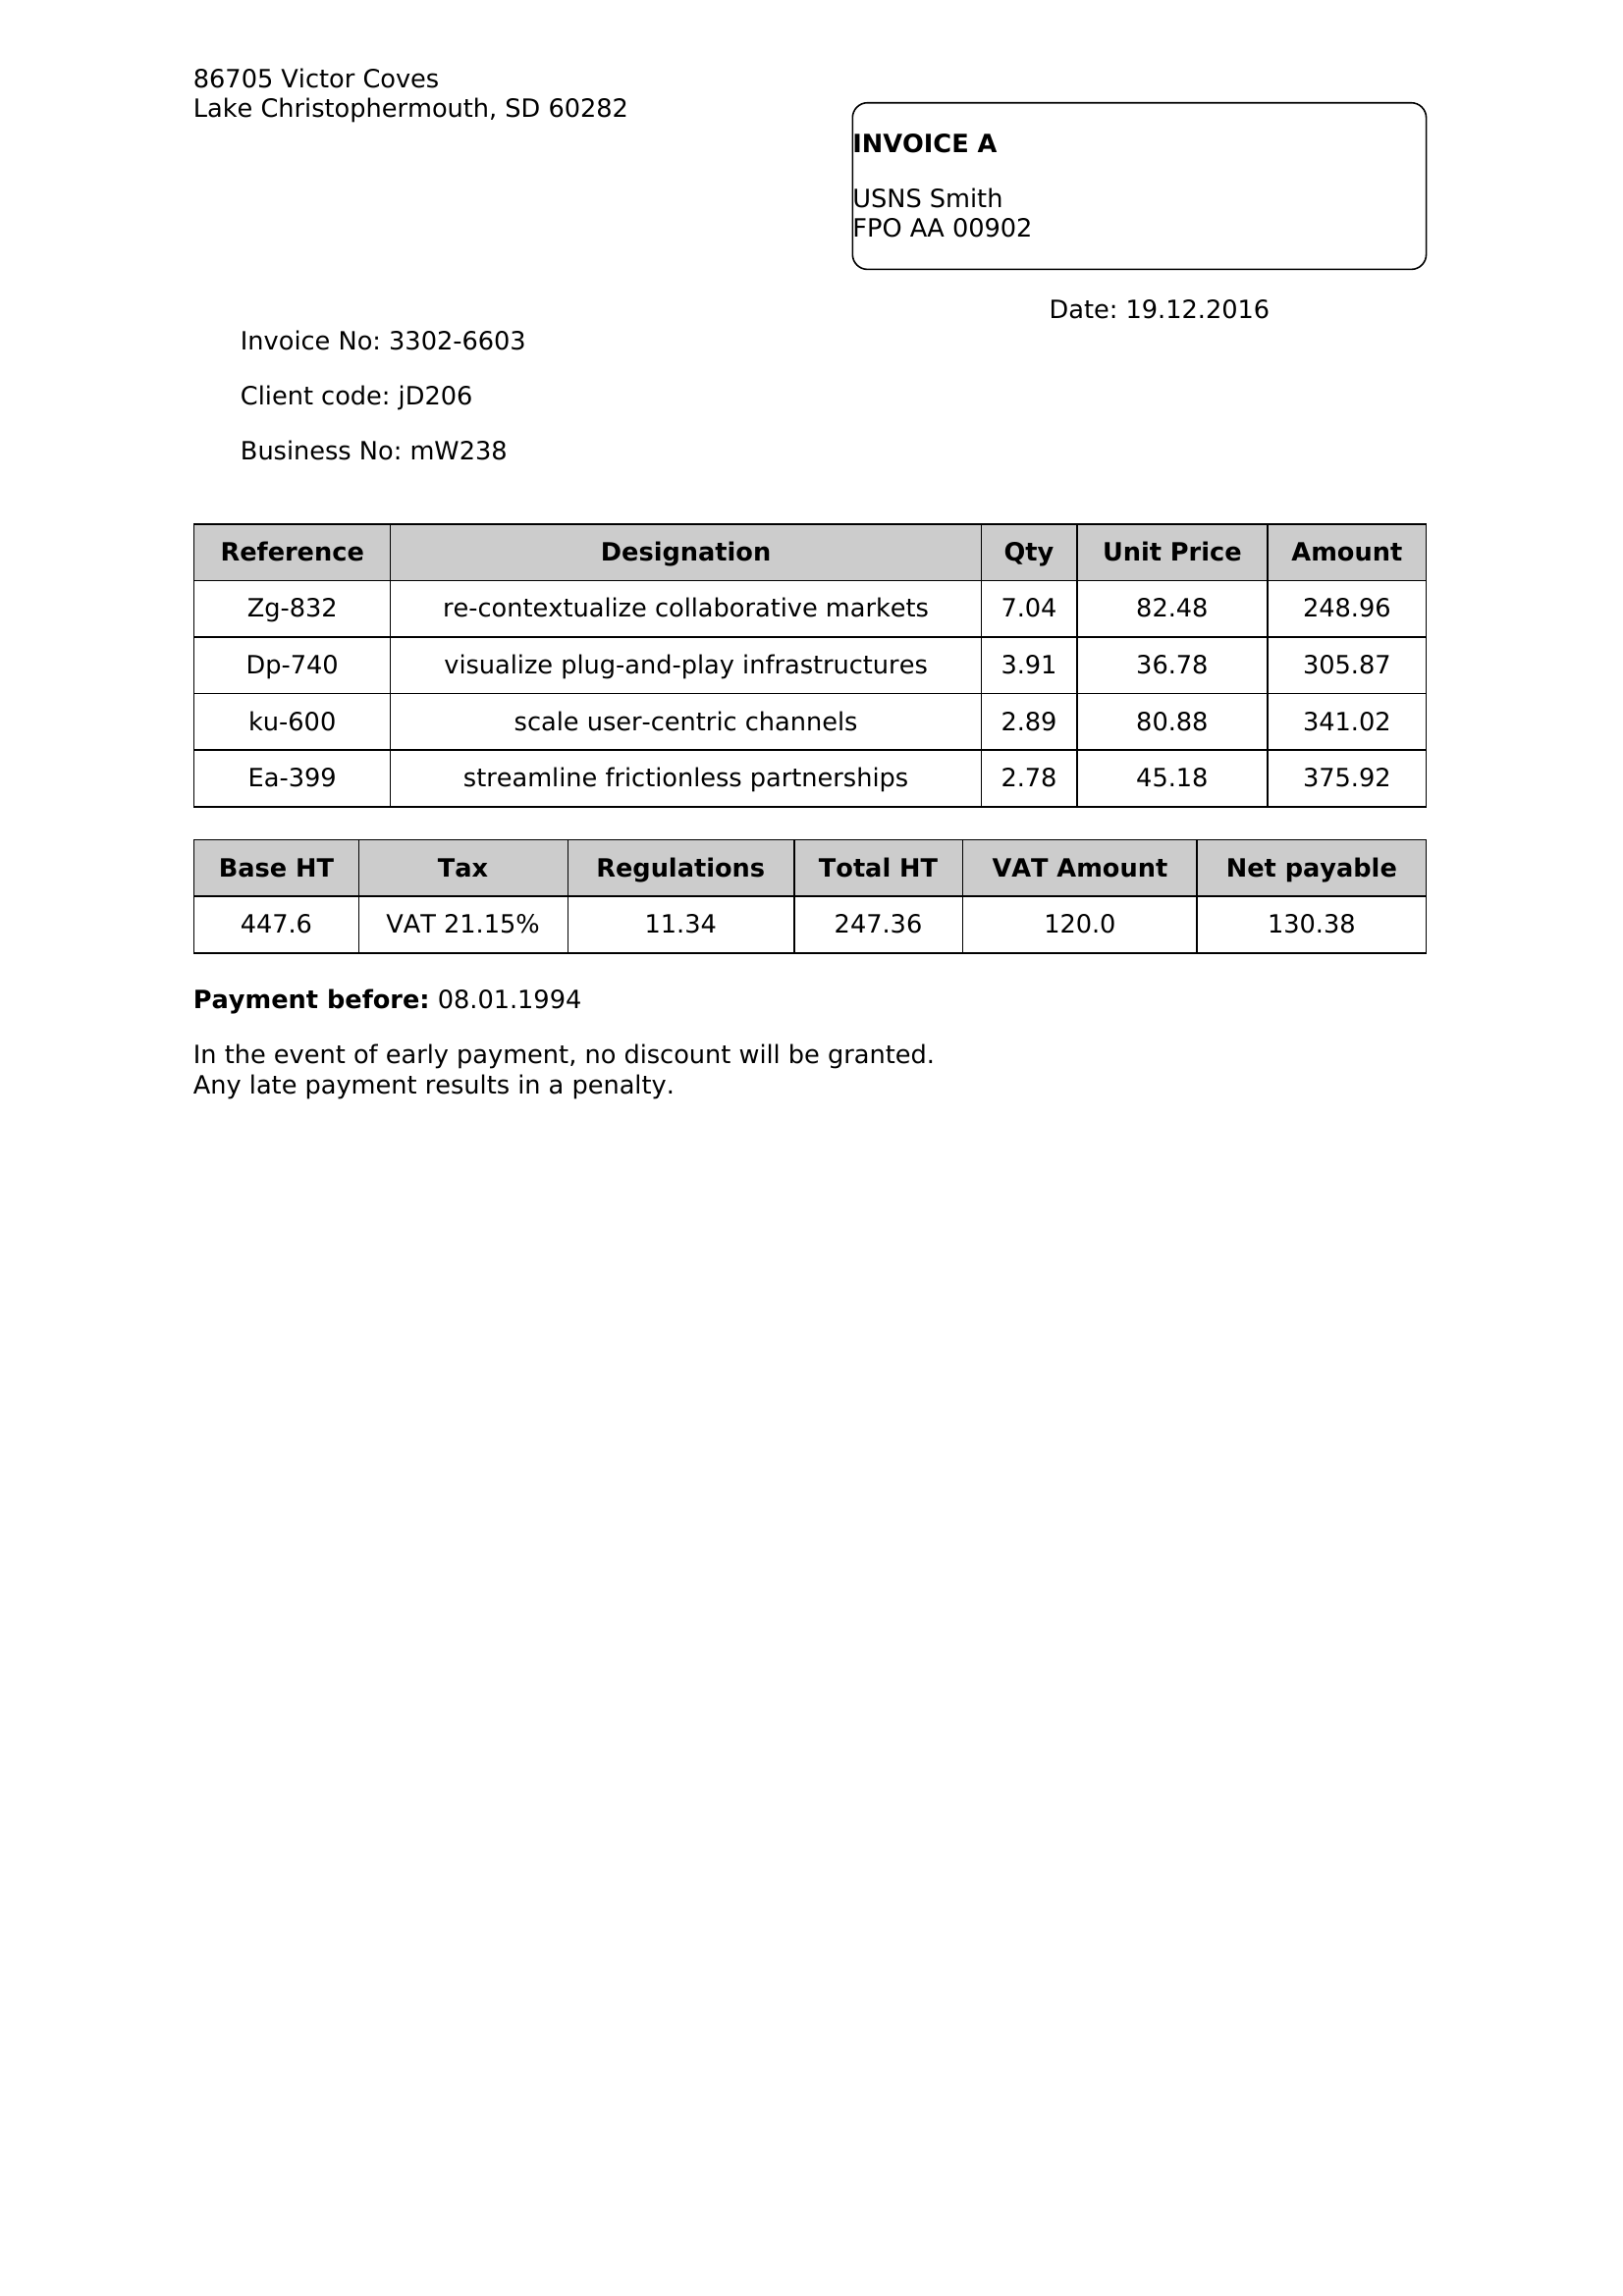 86705 Victor Coves
Lake Christophermouth, SD 60282
INVOICE A
USNS Smith
FPO AA 00902
Date: 19.12.2016
Invoice No: 3302-6603
Client code: jD206
Business No: mW238
Reference Designation Qty Unit Price Amount
Zg-832 re-contextualize collaborative markets 7.04 82.48 248.96
Dp-740 visualize plug-and-play infrastructures 3.91 36.78 305.87
ku-600 scale user-centric channels 2.89 80.88 341.02
Ea-399 streamline frictionless partnerships 2.78 45.18 375.92
Base HT Tax Regulations Total HT VAT Amount Net payable
447.6 VAT 21.15% 11.34 247.36 120.0 130.38
Payment before: 08.01.1994
In the event of early payment, no discount will be granted.
Any late payment results in a penalty.